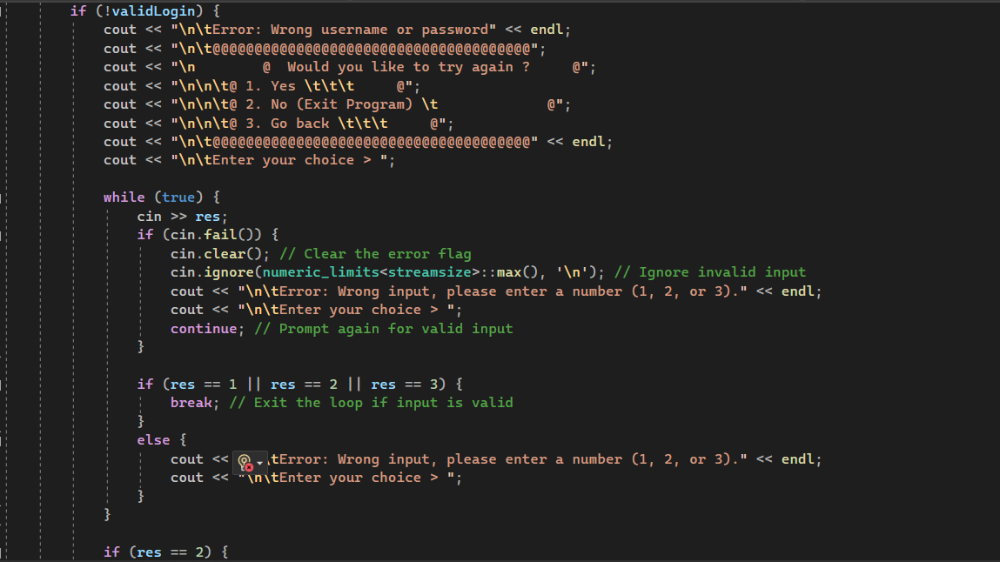 if (!validLogin) {
cout << "\n\tError: Wrong username or password" << endl;
cout << "\n\t@@@@@@@@@@@@@@@@@@@@@@@@@@@@@@@@@@@@@@";
cout << "\n        @  Would you like to try again ?     @";
cout << "\n\n\t@ 1. Yes \t\t\t     @";
cout << "\n\n\t@ 2. No (Exit Program) \t             @";
cout << "\n\n\t@ 3. Go back \t\t\t     @";
cout << "\n\t@@@@@@@@@@@@@@@@@@@@@@@@@@@@@@@@@@@@@@" << endl;
cout << "\n\tEnter your choice > ";
while (true) {
cin >> res;
if (cin.fail()) {
cin.clear(); // Clear the error flag
cin.ignore(numeric_limits<streamsize>::max(), '\n'); // Ignore invalid input
cout << "\n\tError: Wrong input, please enter a number (1, 2, or 3)." << endl;
cout << "\n\tEnter your choice > ";
continue; // Prompt again for valid input
}
if (res == 1 || res == 2 || res == 3) {
break; // Exit the loop if input is valid
}
else {
cout << \tError: Wrong input, please enter a number (1, 2, or 3)." << endl;
cout << "\n\tEnter your choice > ";
}
}
if (res == 2) {